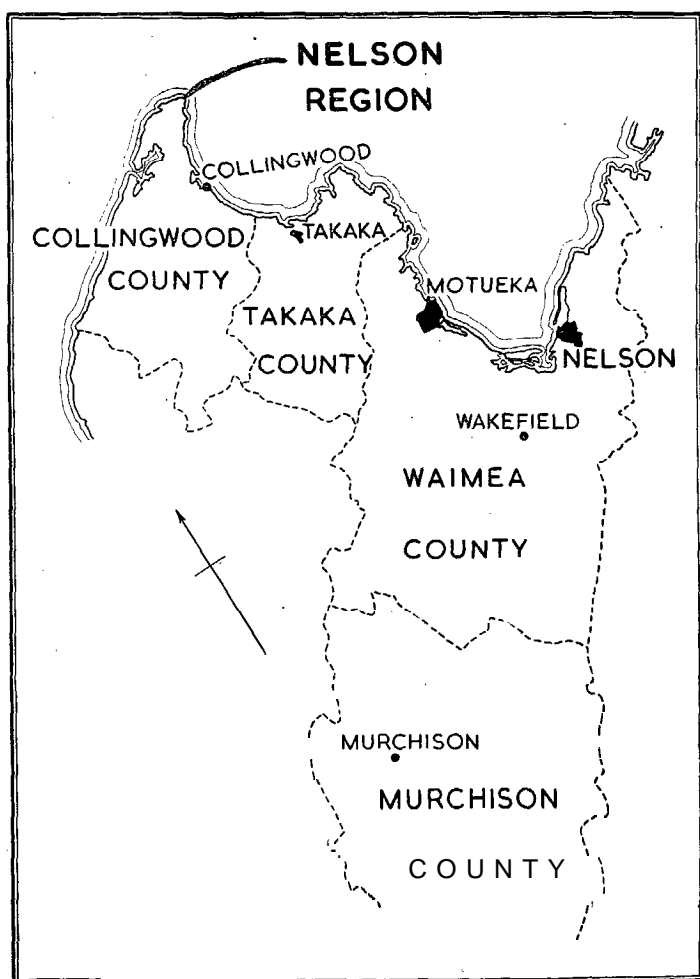 NELSON
REGION
COLLINGWOOD
TAKAKA
COLLINGWOOD
COUNTY
MOTUEKA
TAKAKA
COUNTY
NELSON
WAKEFIELD
WAIMEA
COUNTY
MURCHISON
MURCHISON
COUNTY